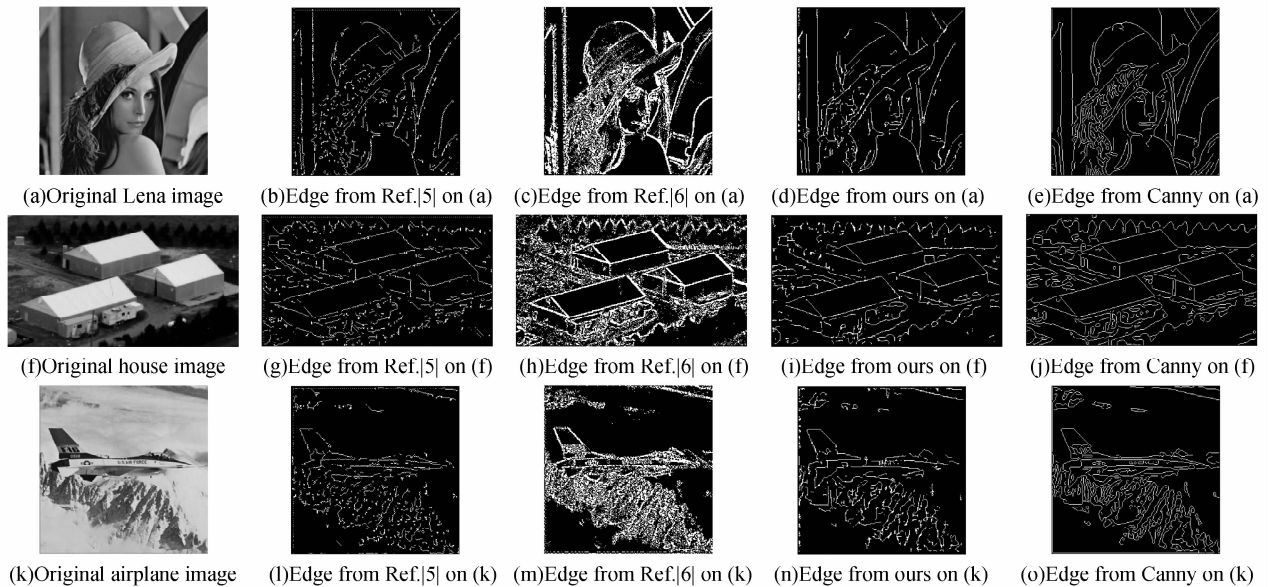 (a)Original Lena image
(b)Edge from Ref.|5| on (a)
(c)Edge from Ref.|6| on (a)
(d)Edge from ours on (a)
(e)Edge from Canny on (a)
(f)Original house image
(g)Edge from Ref.|5| on (f)
(h)Edge from Ref.|6| on (f)
(i)Edge from ours on (f)
(j)Edge from Canny on (f)
U.S. AIR FORCE
(k)Original airplane image
(l)Edge from Ref.|5| on (k)
(m)Edge from Ref.|6| on (k)
(n)Edge from ours on (k)
(o)Edge from Canny on (k)